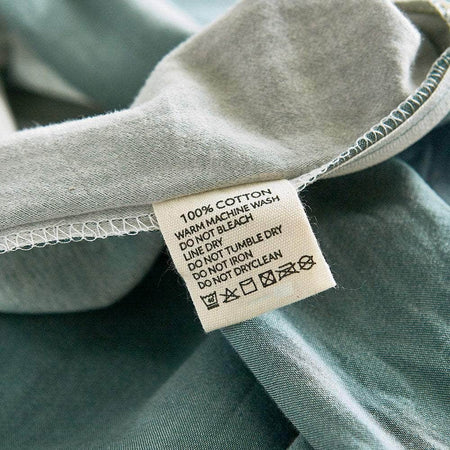 100% COTTON
WARM MACHINE WASH
DO NOT BLEACH
LINE DRY
DO NOT TUMBLE DRY
DO NOT IRON
DO NOT DRYCLEAN